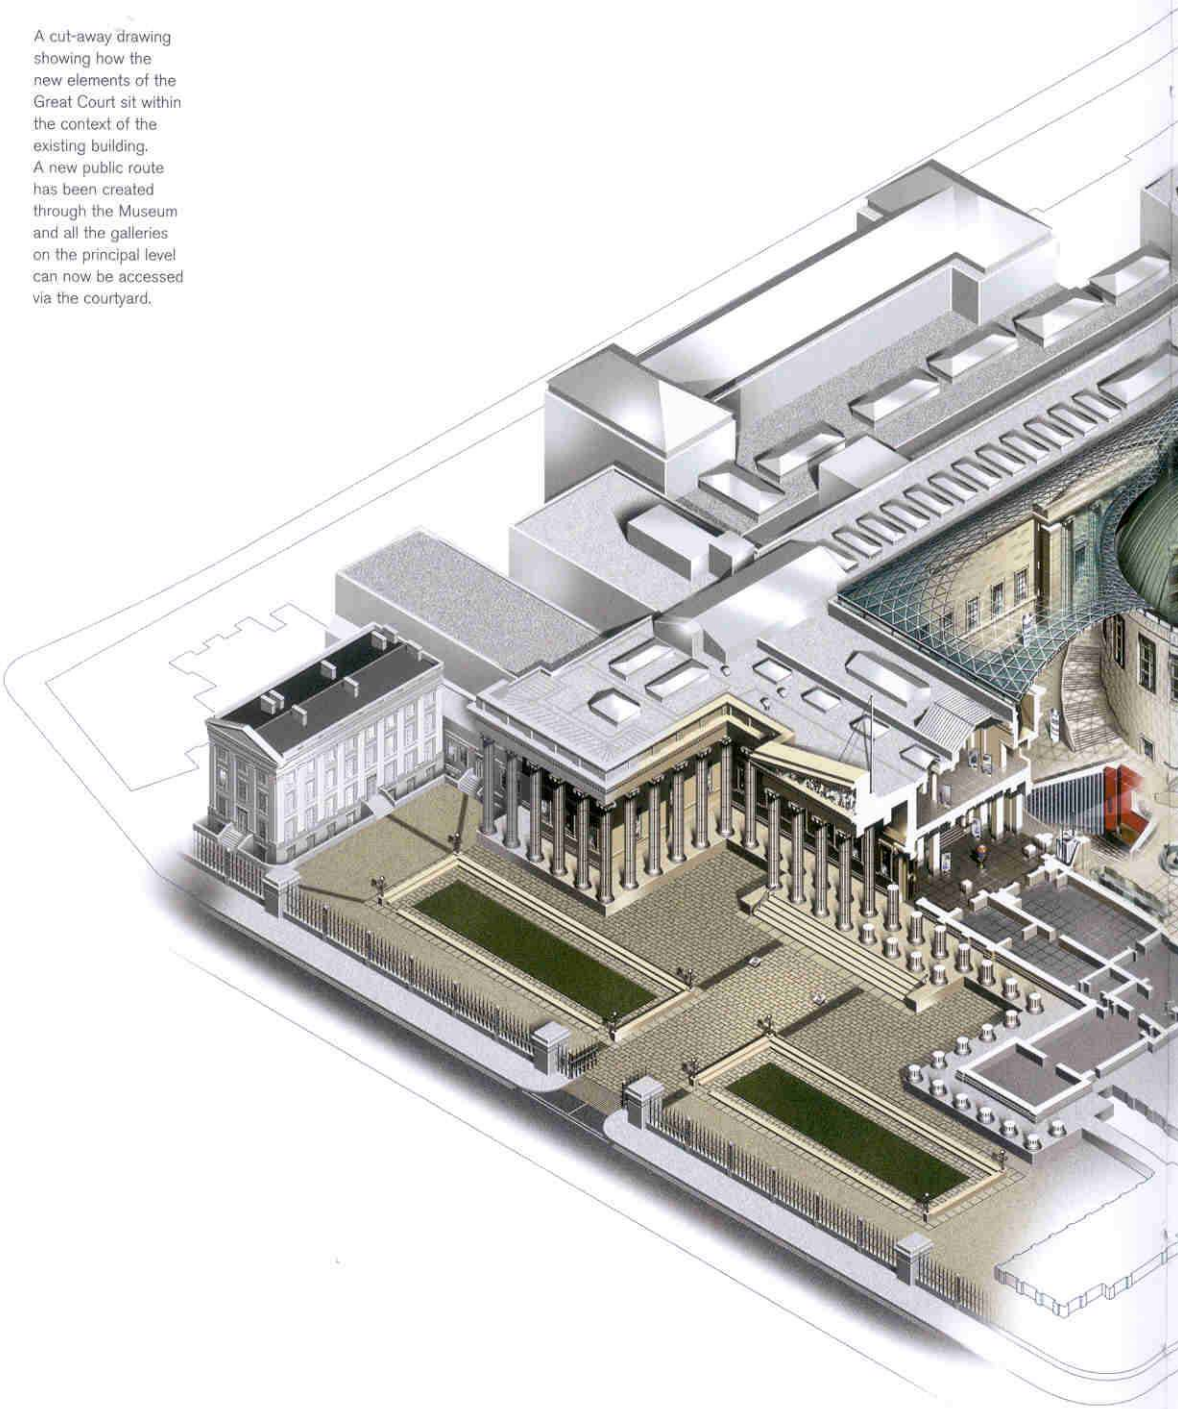 A cut-away drawing
showing how the
new elements of the
Great Court sit within
the context of the
existing building.
A new public route
has been created
through the Museum
and all the galleries
on the principal level
can now be accessed
via the courtyard.